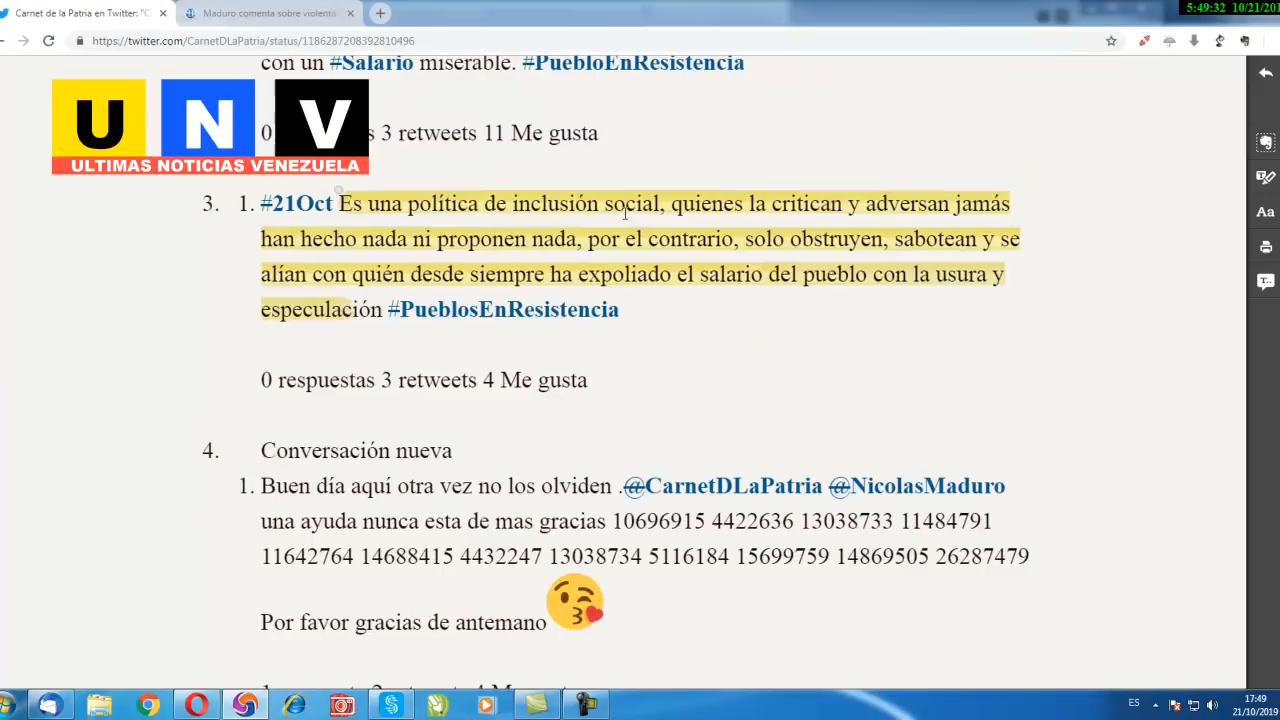 5:49:32 10/21/201
Carnet de la Patria en Twitter: "C
Maduro comenta sobre violenta
https://twitter.com/CarnetDLaPatria/status/1186287208392810496
con un #Salario miserable. #PuebloEnResistencia
UNV
ULTIMAS NOTICIAS VENEZUELA
0 s 3 retweets 11 Me gusta
3. 1. #21Oct Es una política de inclusión social, quienes la critican y adversan jamás
han hecho nada ni proponen nada, por el contrario, solo obstruyen, sabotean y se
alían con quién desde siempre ha expoliado el salario del pueblo con la usura y
especulación #PueblosEnResistencia
0 respuestas 3 retweets 4 Me gusta
4. Conversación nueva
1. Buen día aquí otra vez no los olviden .@CarnetDLaPatria @NicolasMaduro
una ayuda nunca esta de mas gracias 10696915 4422636 13038733 11484791
11642764 14688415 4432247 13038734 5116184 15699759 14869505 26287479
Por favor gracias de antemano
Aa
ES
17:49
21/10/2019